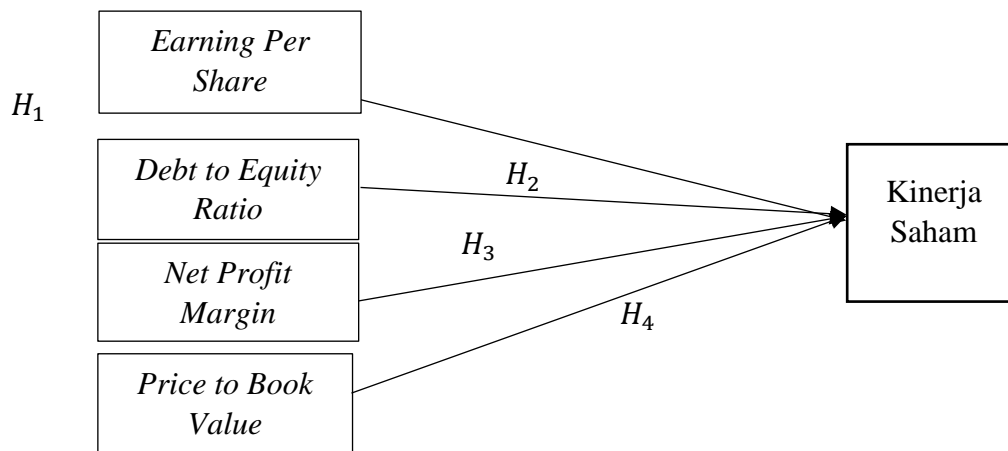 Earning Per
Share
H₁
Debt to Equity
Ratio
H₂
Kinerja
Saham
Net Profit
Margin
H₃
H₄
Price to Book
Value